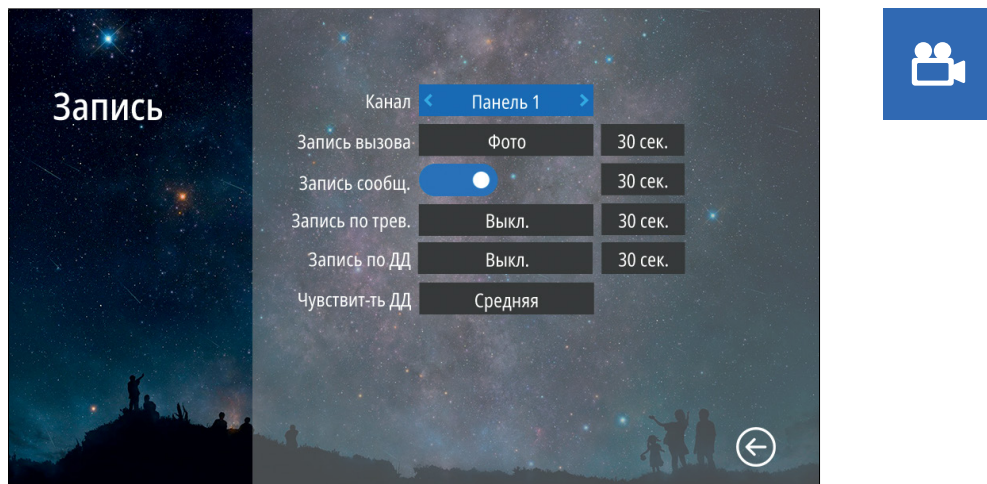 Запись
Канал Панель 1
Запись вызова Фото 30 сек.
Запись сообщ. 30 сек.
Запись по трев. Выкл. 30 сек.
Запись по ДД Выкл. 30 сек.
Чувствит-ть ДД Средняя